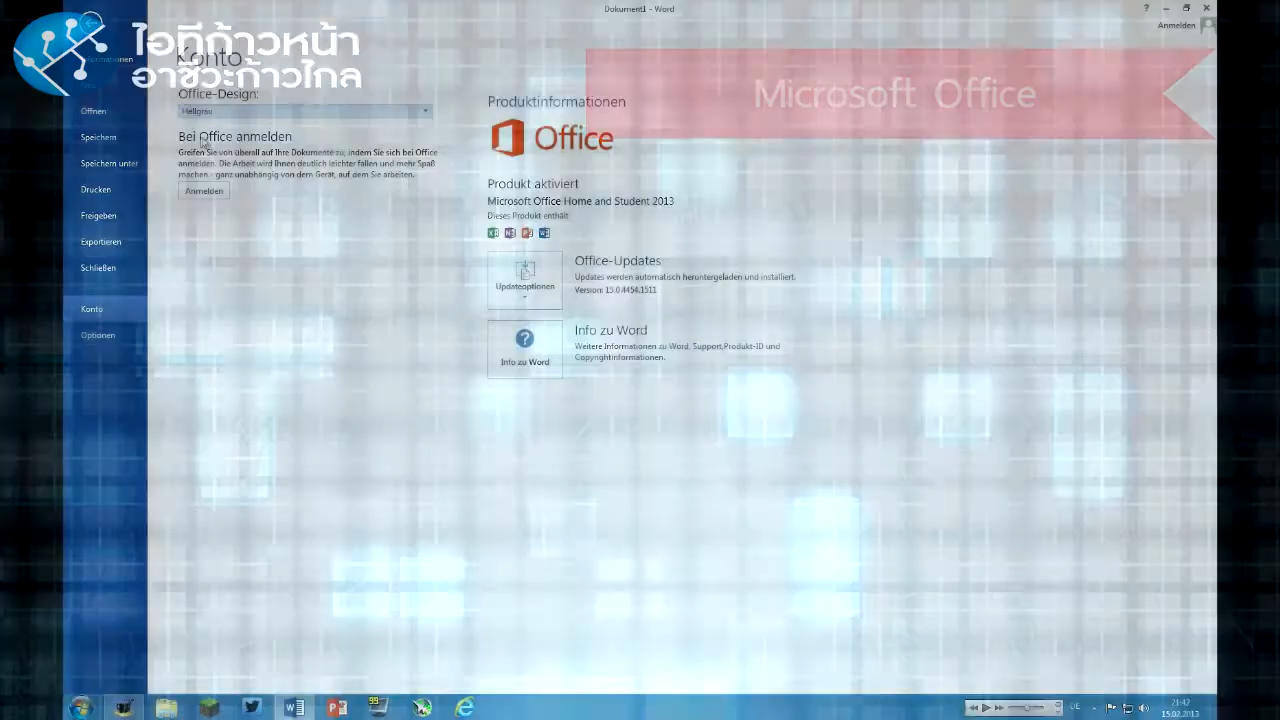 Dokument1 - Word
Anmelden
ไอทีก้าวหน้า
อาชีวะก้าวไกล
Konto
Microsoft Office
Office-Design:
Hellgrau
Öffnen
Speichern
Speichern unter
Drucken
Freigeben
Exportieren
Schließen
Konto
Optionen
Bei Office anmelden
Greifen Sie von überall auf Ihre Dokumente zu, indem Sie sich bei Office
anmelden. Die Arbeit wird Ihnen deutlich leichter fallen und mehr Spaß
machen - ganz unabhängig von dem Gerät, auf dem Sie arbeiten.
Anmelden
Produktinformationen
Office
Produkt aktiviert
Microsoft Office Home and Student 2013
Dieses Produkt enthält
Updateoptionen
Office-Updates
Updates werden automatisch heruntergeladen und installiert.
Version: 15.0.4454.1511
Info zu Word
Info zu Word
Weitere Informationen zu Word, Support,Produkt-ID und
Copyrightinformationen.
99
DE
21:42
15.02.2013